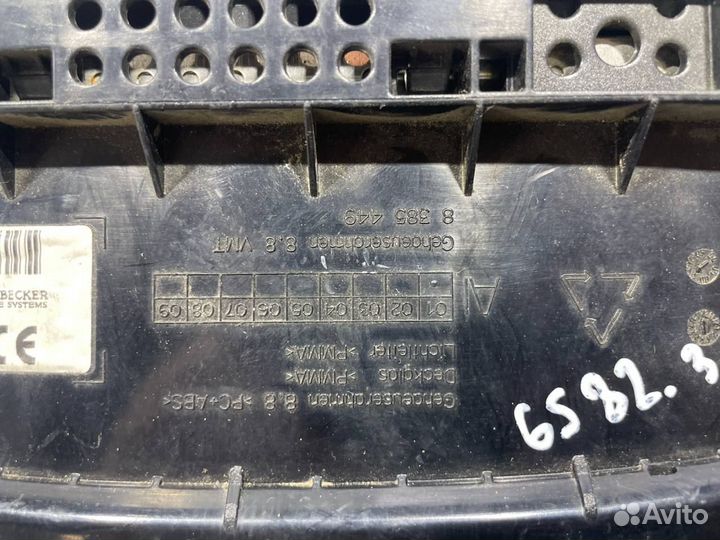 BECKER
E SYSTEMS
CE
Gehaeuserahmen 8,8 >PC+ABS<
Deckglas >PMMA<
Lichtleiter >PMMA<
AI 01 02 03 04 05 06 07 08 09
Gehaeuserahmen 8,8 VMT
8 385 449
6582.3
Avito